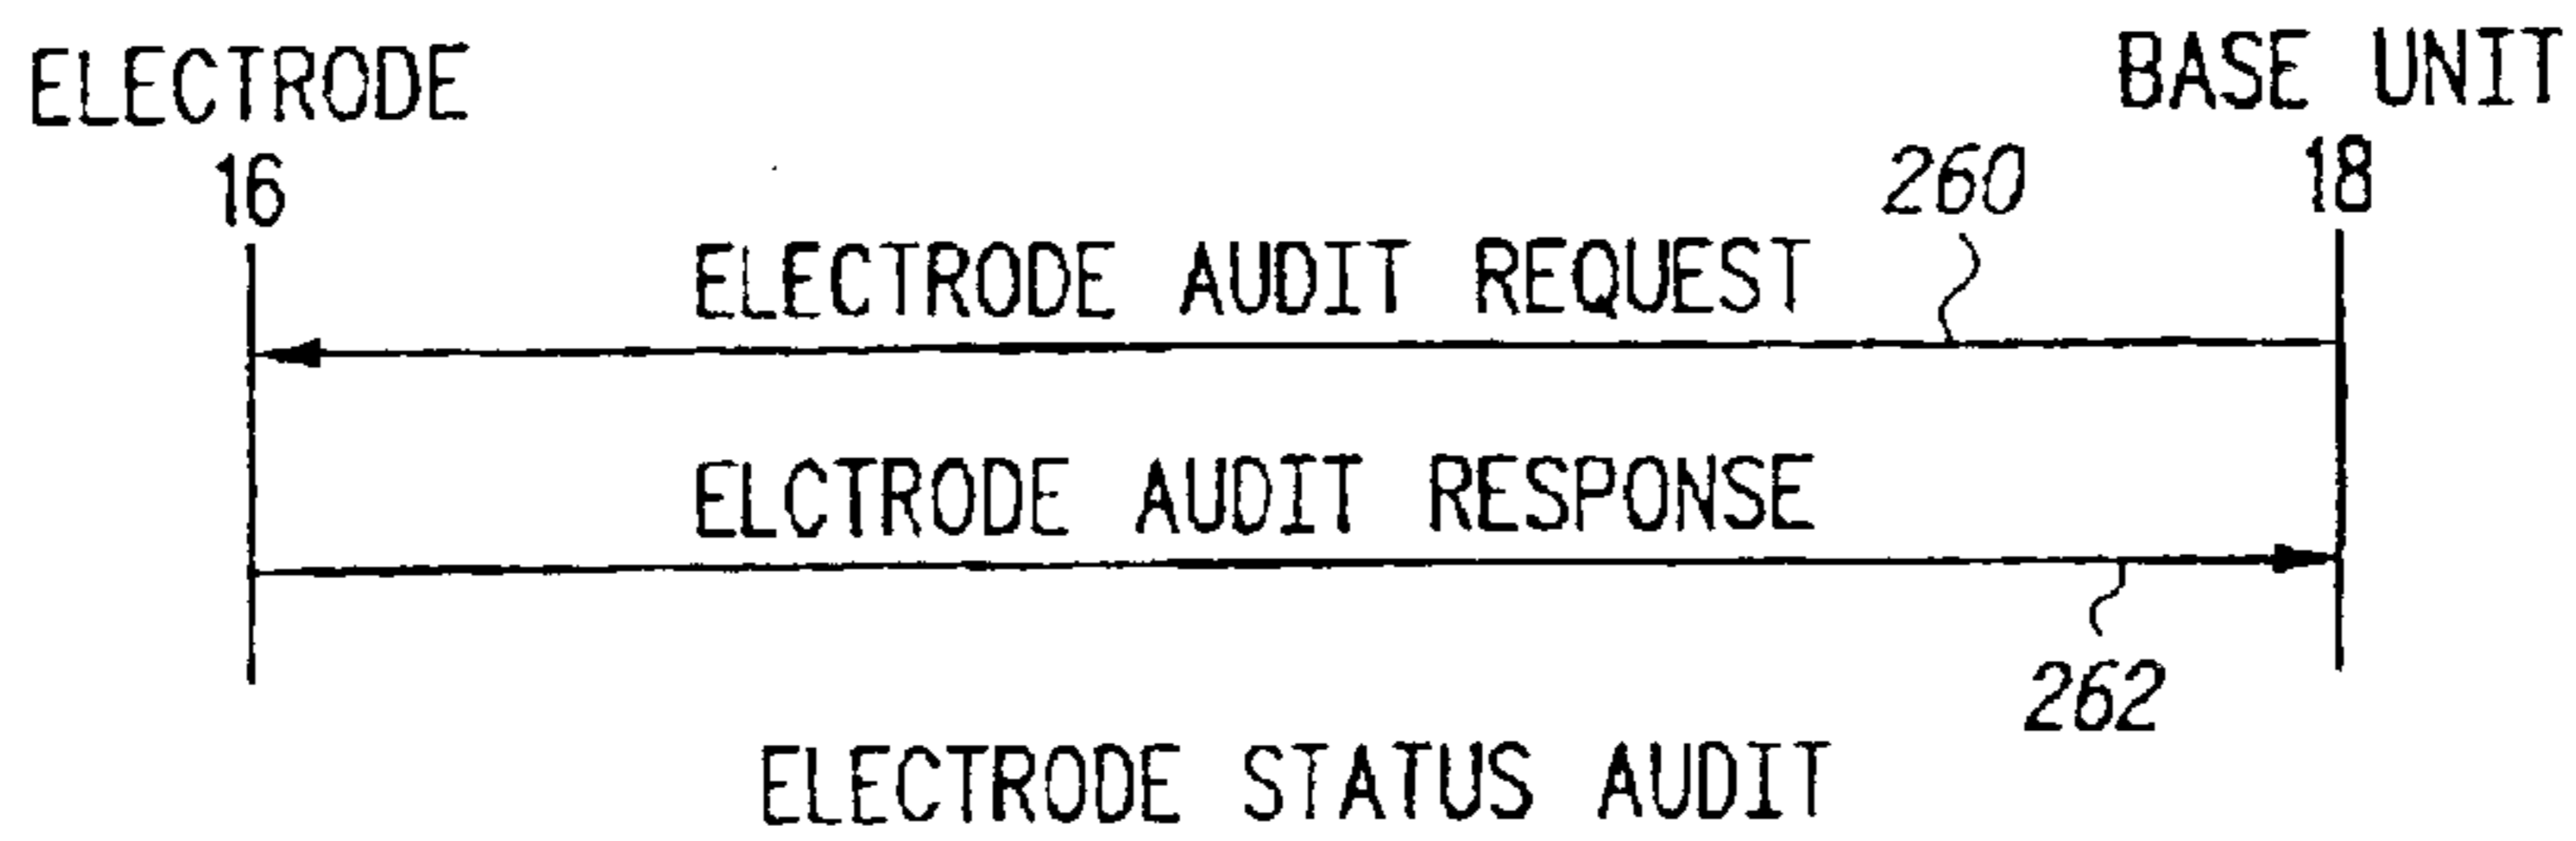 ELECTRODE
16
BASE UNIT
18
260
ELECTRODE AUDIT REQUEST
ELCTRODE AUDIT RESPONSE
262
ELECTRODE STATUS AUDIT